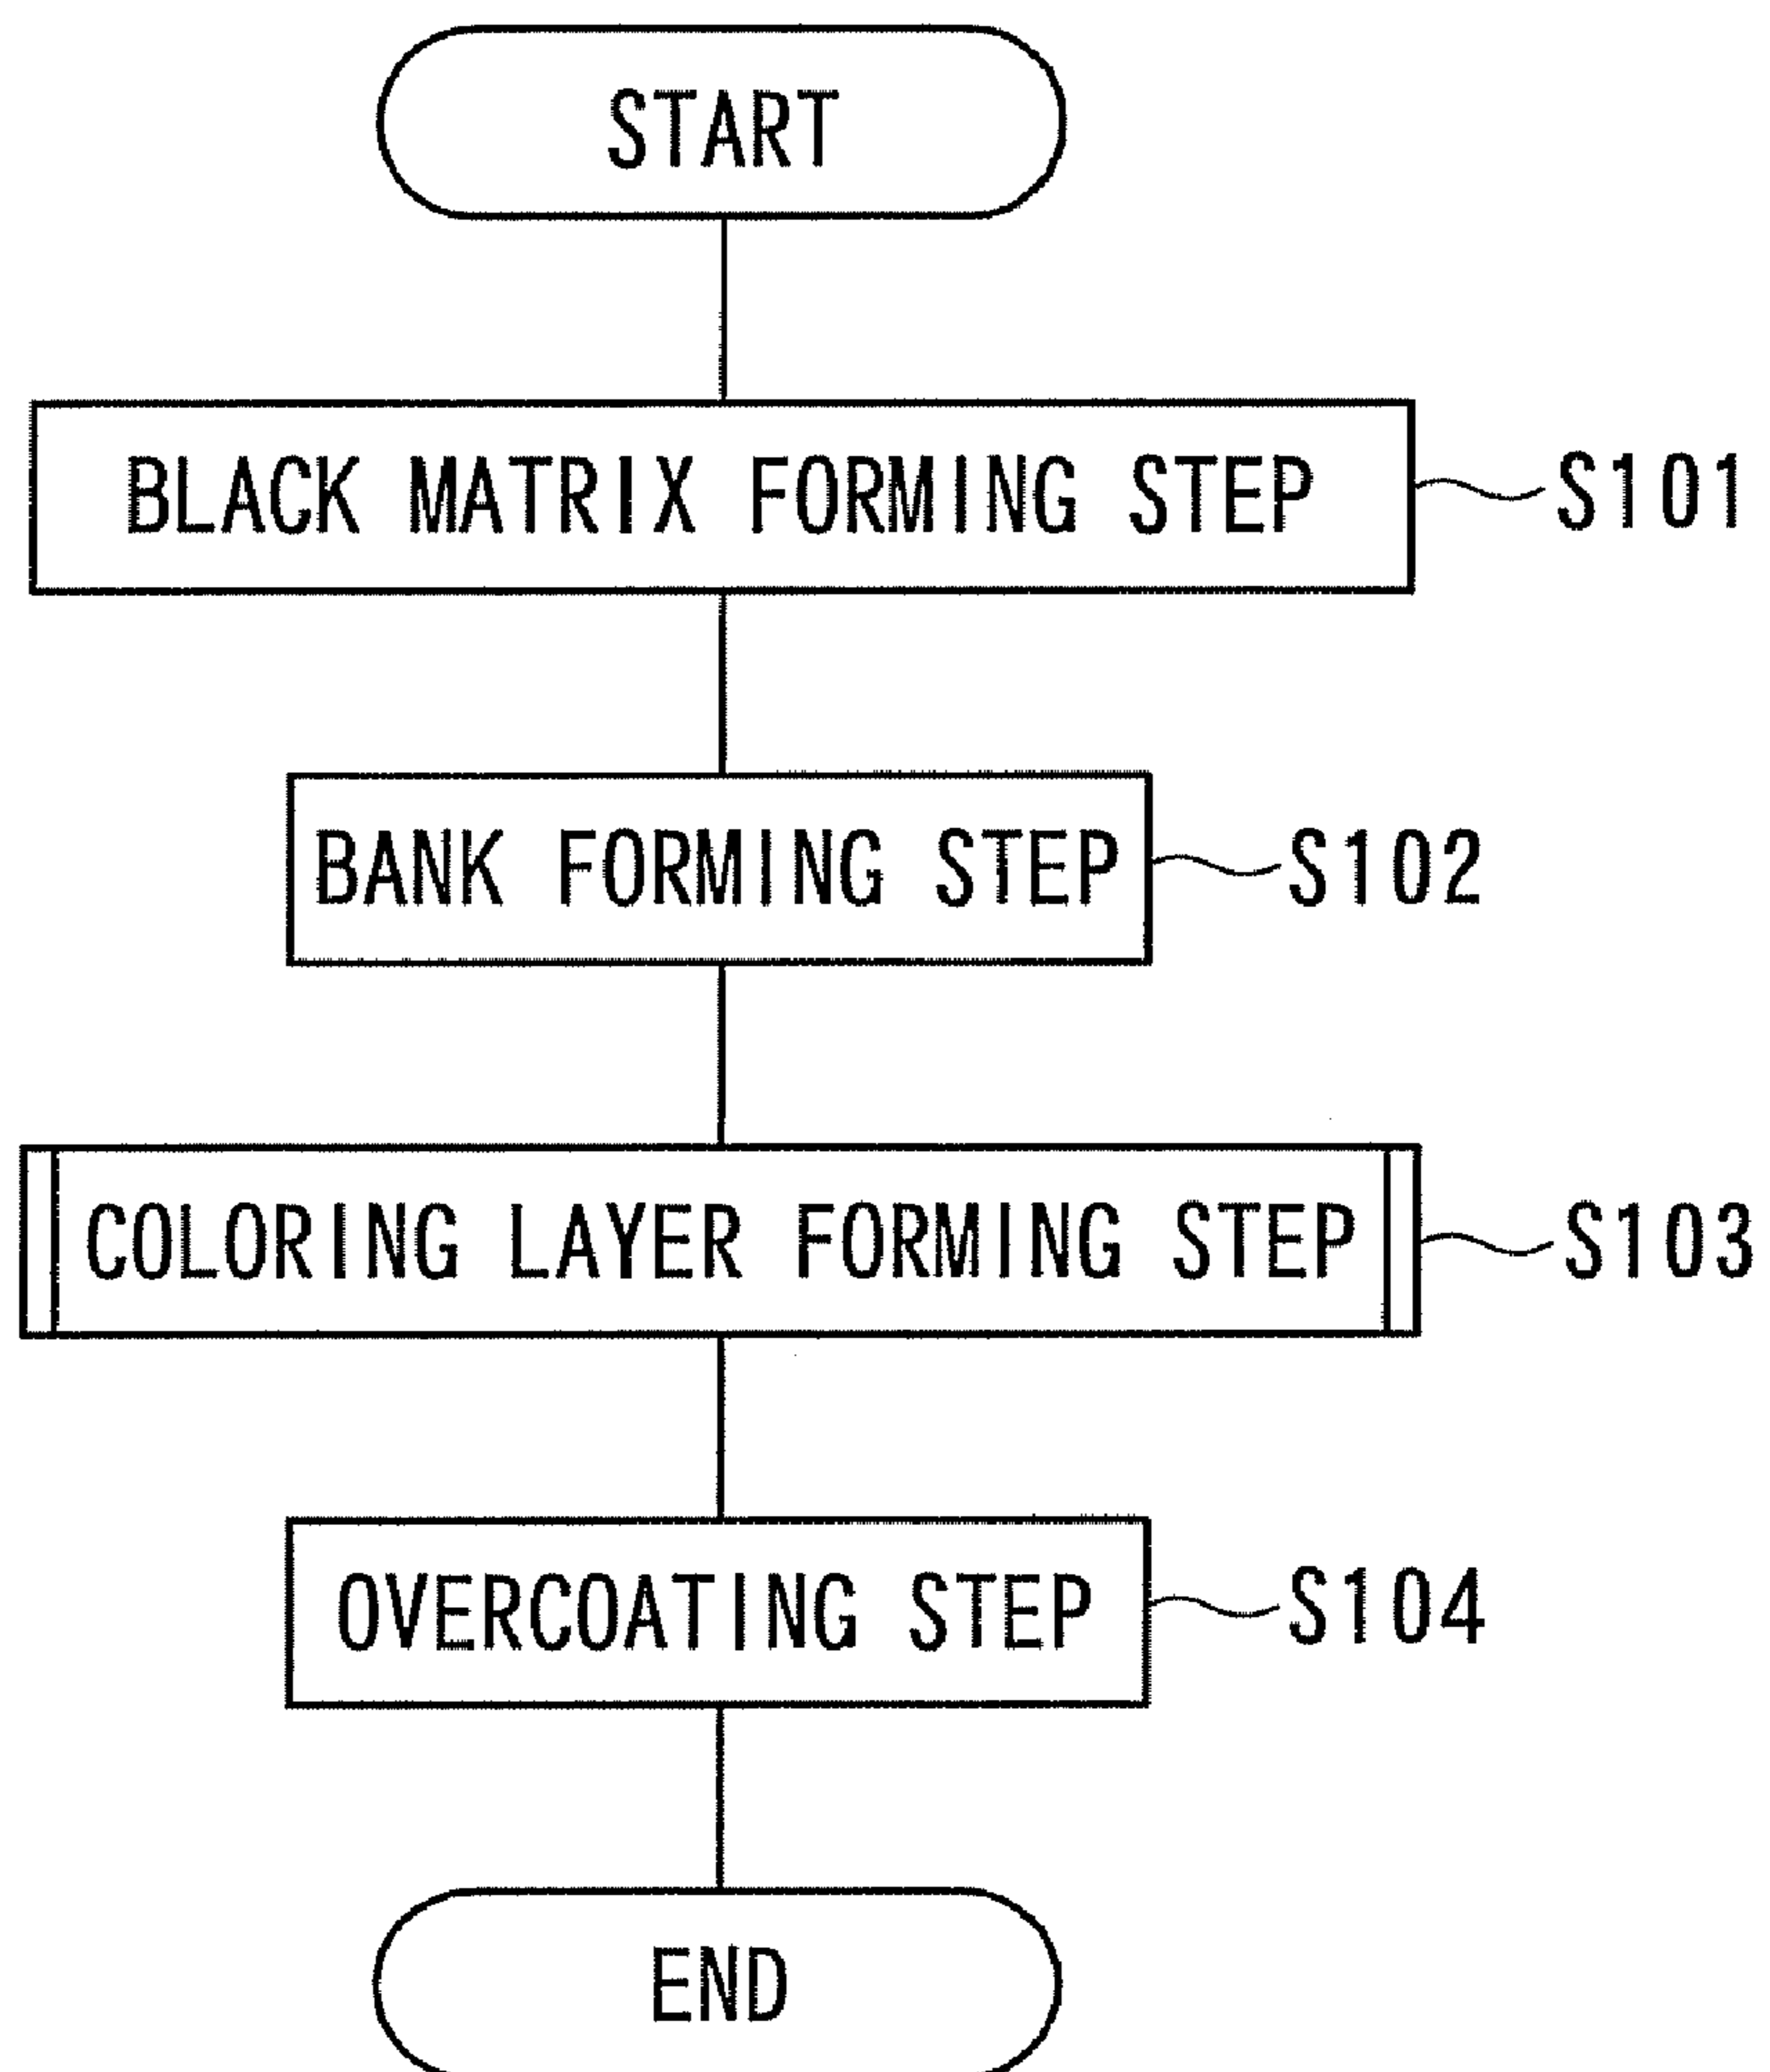 START
BLACK MATRIX FORMING STEP S101
BANK FORMING STEP S102
COLORING LAYER FORMING STEP S103
OVERCOATING STEP S104
END